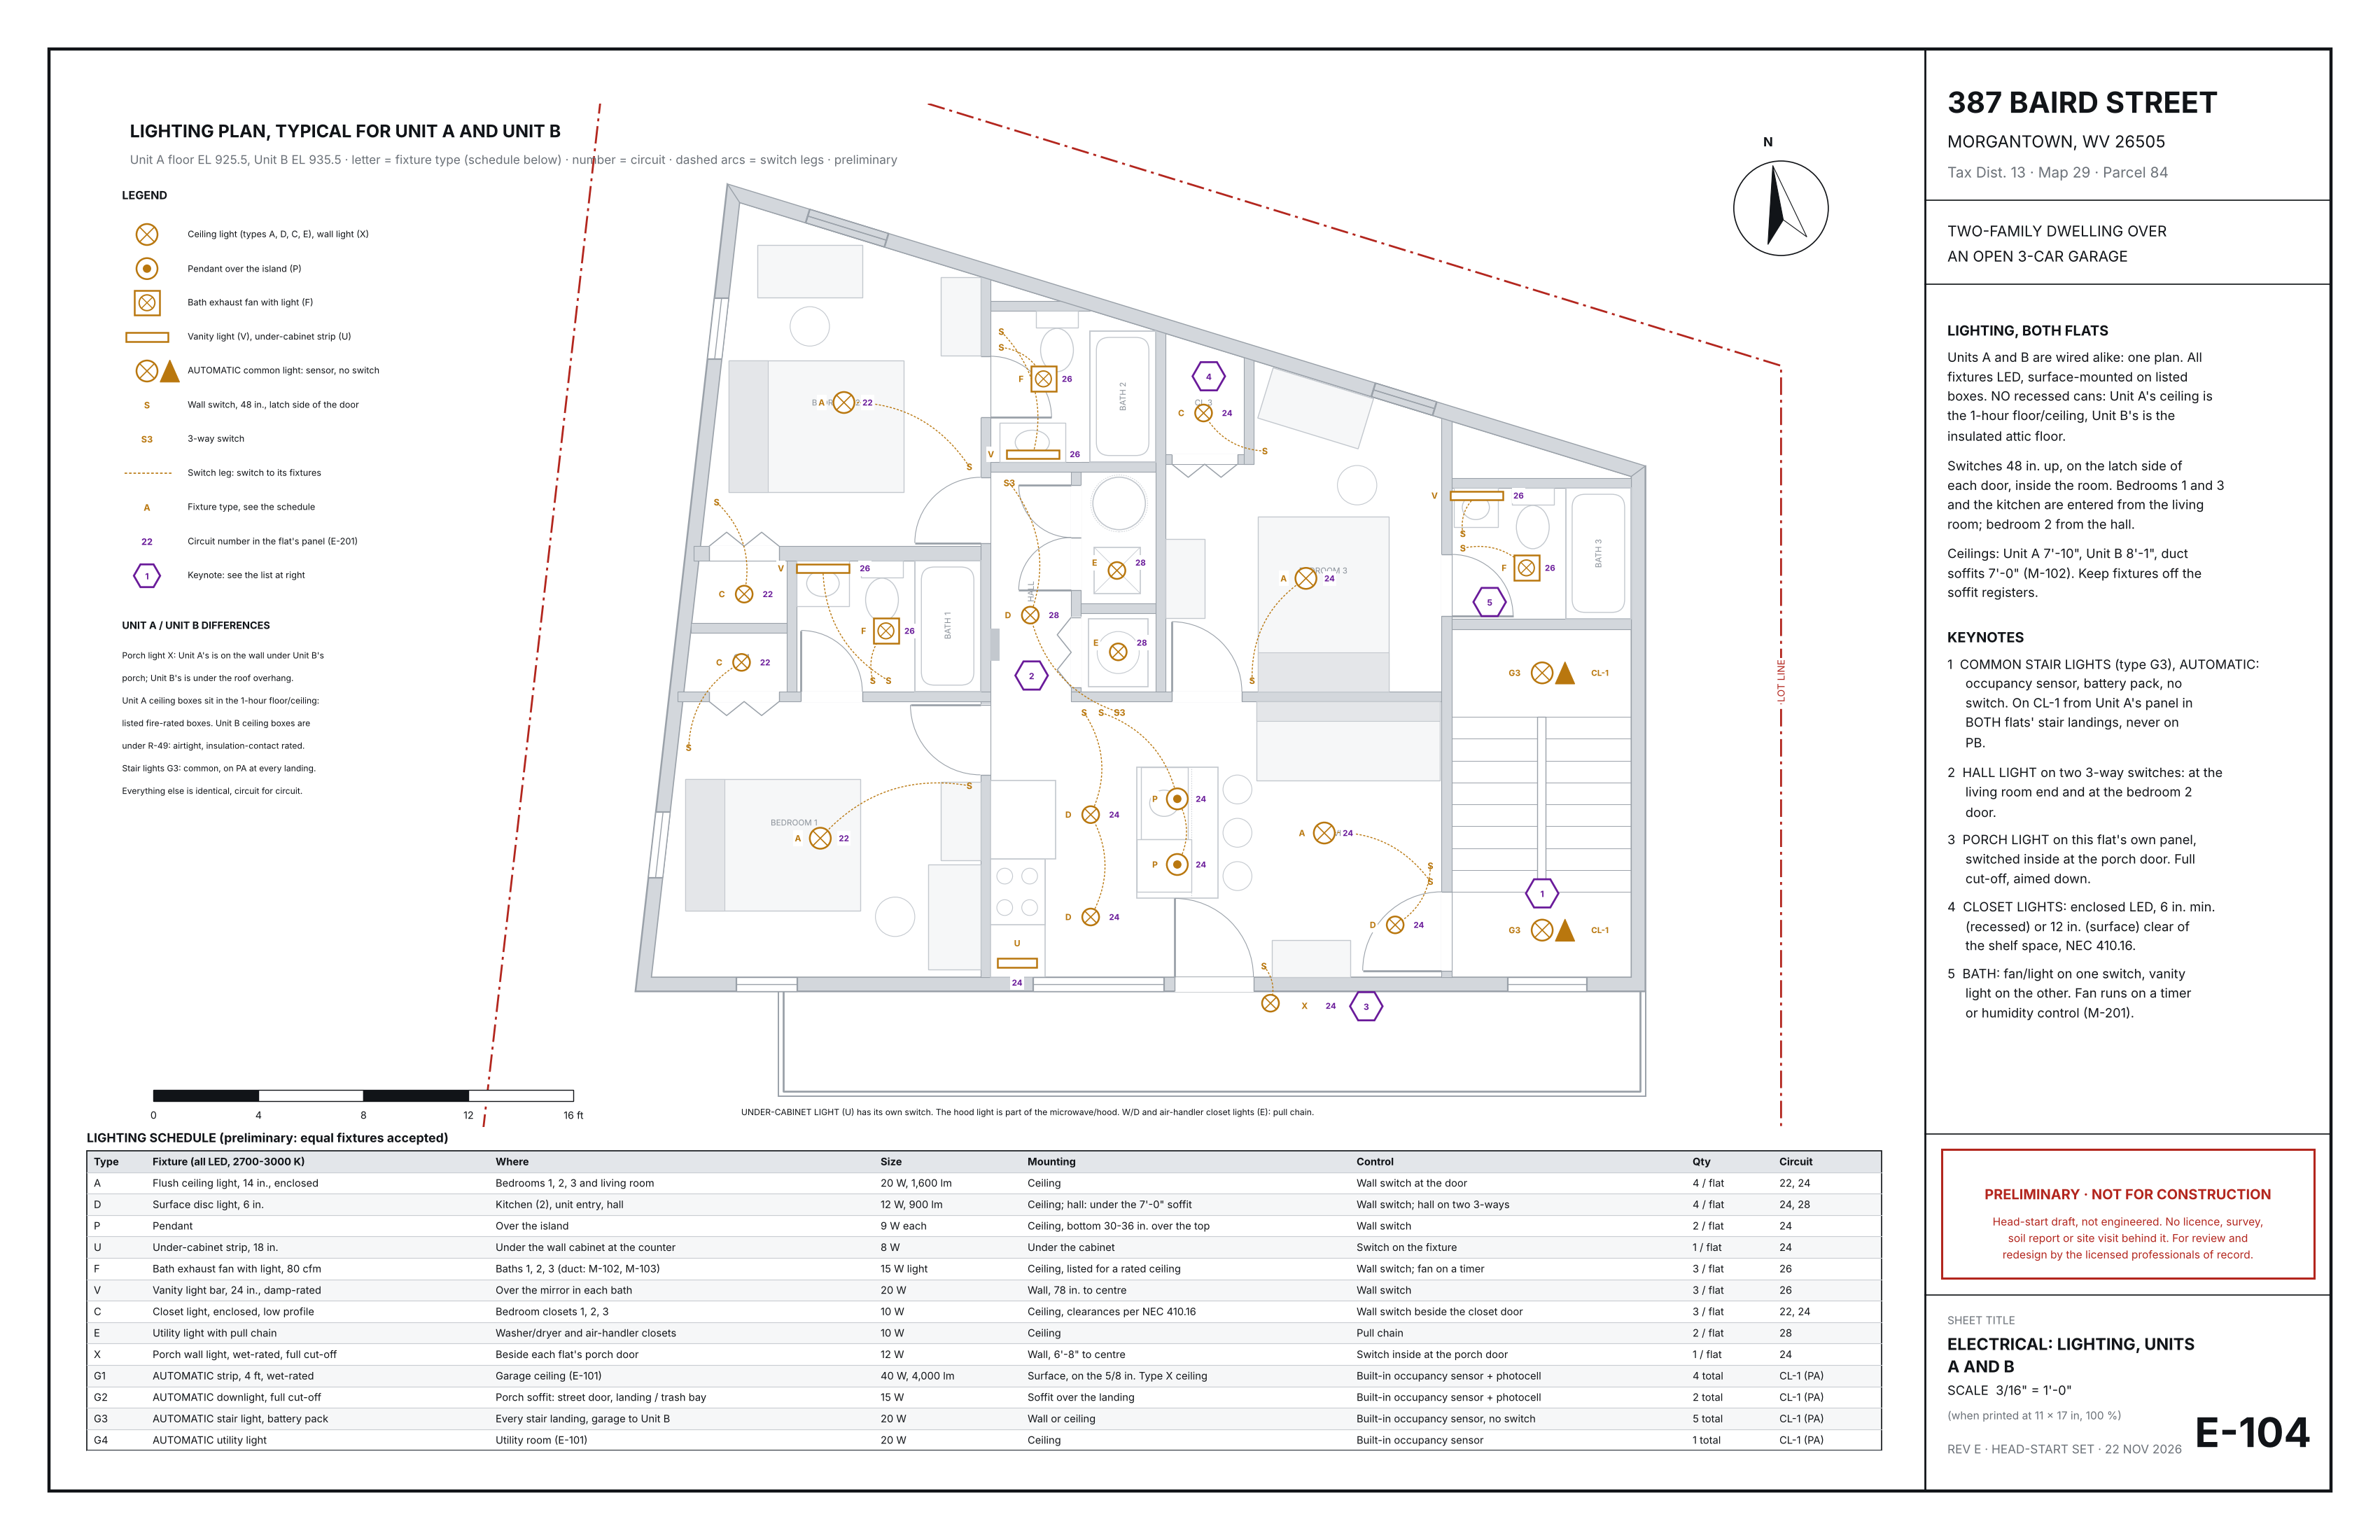 LIGHTING PLAN, TYPICAL FOR UNIT A AND UNIT B
Unit A floor EL 925.5, Unit B EL 935.5 · letter = fixture type (schedule below) · number = circuit · dashed arcs = switch legs · preliminary
LEGEND
Ceiling light (types A, D, C, E), wall light (X)
Pendant over the island (P)
Bath exhaust fan with light (F)
Vanity light (V), under-cabinet strip (U)
AUTOMATIC common light: sensor, no switch
S Wall switch, 48 in., latch side of the door
S3 3-way switch
Switch leg: switch to its fixtures
A Fixture type, see the schedule
22 Circuit number in the flat's panel (E-201)
1 Keynote: see the list at right
UNIT A / UNIT B DIFFERENCES
Porch light X: Unit A's is on the wall under Unit B's
porch; Unit B's is under the roof overhang.
Unit A ceiling boxes sit in the 1-hour floor/ceiling:
listed fire-rated boxes. Unit B ceiling boxes are
under R-49: airtight, insulation-contact rated.
Stair lights G3: common, on PA at every landing.
Everything else is identical, circuit for circuit.
N
S
S
F 26
BATH 2
4
CL 3
C 24
A 22
S
V 26
S
S
S3
V 26
S
S
F 26
BATH 3
5
E 28
A 24
V 26
C 22
HALL
D 28
F 26
BATH 1
E 28
C 22
S S
2
S
G3 CL-1
LOT LINE
S
S S S3
S
P 24
D 24
BEDROOM 1
A 22
A 24
P 24
S
S
1
D 24
D 24
G3 CL-1
U
24
S
X 24 3
0 4 8 12 16 ft
UNDER-CABINET LIGHT (U) has its own switch. The hood light is part of the microwave/hood. W/D and air-handler closet lights (E): pull chain.
LIGHTING SCHEDULE (preliminary: equal fixtures accepted)
Type Fixture (all LED, 2700-3000 K) Where Size Mounting Control Qty Circuit
A Flush ceiling light, 14 in., enclosed Bedrooms 1, 2, 3 and living room 20 W, 1,600 lm Ceiling Wall switch at the door 4 / flat 22, 24
D Surface disc light, 6 in. Kitchen (2), unit entry, hall 12 W, 900 lm Ceiling; hall: under the 7'-0" soffit Wall switch; hall on two 3-ways 4 / flat 24, 28
P Pendant Over the island 9 W each Ceiling, bottom 30-36 in. over the top Wall switch 2 / flat 24
U Under-cabinet strip, 18 in. Under the wall cabinet at the counter 8 W Under the cabinet Switch on the fixture 1 / flat 24
F Bath exhaust fan with light, 80 cfm Baths 1, 2, 3 (duct: M-102, M-103) 15 W light Ceiling, listed for a rated ceiling Wall switch; fan on a timer 3 / flat 26
V Vanity light bar, 24 in., damp-rated Over the mirror in each bath 20 W Wall, 78 in. to centre Wall switch 3 / flat 26
C Closet light, enclosed, low profile Bedroom closets 1, 2, 3 10 W Ceiling, clearances per NEC 410.16 Wall switch beside the closet door 3 / flat 22, 24
E Utility light with pull chain Washer/dryer and air-handler closets 10 W Ceiling Pull chain 2 / flat 28
X Porch wall light, wet-rated, full cut-off Beside each flat's porch door 12 W Wall, 6'-8" to centre Switch inside at the porch door 1 / flat 24
G1 AUTOMATIC strip, 4 ft, wet-rated Garage ceiling (E-101) 40 W, 4,000 lm Surface, on the 5/8 in. Type X ceiling Built-in occupancy sensor + photocell 4 total CL-1 (PA)
G2 AUTOMATIC downlight, full cut-off Porch soffit: street door, landing / trash bay 15 W Soffit over the landing Built-in occupancy sensor + photocell 2 total CL-1 (PA)
G3 AUTOMATIC stair light, battery pack Every stair landing, garage to Unit B 20 W Wall or ceiling Built-in occupancy sensor, no switch 5 total CL-1 (PA)
G4 AUTOMATIC utility light Utility room (E-101) 20 W Ceiling Built-in occupancy sensor 1 total CL-1 (PA)
387 BAIRD STREET
MORGANTOWN, WV 26505
Tax Dist. 13 · Map 29 · Parcel 84
TWO-FAMILY DWELLING OVER
AN OPEN 3-CAR GARAGE
LIGHTING, BOTH FLATS
Units A and B are wired alike: one plan. All
fixtures LED, surface-mounted on listed
boxes. NO recessed cans: Unit A's ceiling is
the 1-hour floor/ceiling, Unit B's is the
insulated attic floor.
Switches 48 in. up, on the latch side of
each door, inside the room. Bedrooms 1 and 3
and the kitchen are entered from the living
room; bedroom 2 from the hall.
Ceilings: Unit A 7'-10", Unit B 8'-1", duct
soffits 7'-0" (M-102). Keep fixtures off the
soffit registers.
KEYNOTES
1 COMMON STAIR LIGHTS (type G3), AUTOMATIC:
occupancy sensor, battery pack, no
switch. On CL-1 from Unit A's panel in
BOTH flats' stair landings, never on
PB.
2 HALL LIGHT on two 3-way switches: at the
living room end and at the bedroom 2
door.
3 PORCH LIGHT on this flat's own panel,
switched inside at the porch door. Full
cut-off, aimed down.
4 CLOSET LIGHTS: enclosed LED, 6 in. min.
(recessed) or 12 in. (surface) clear of
the shelf space, NEC 410.16.
5 BATH: fan/light on one switch, vanity
light on the other. Fan runs on a timer
or humidity control (M-201).
PRELIMINARY · NOT FOR CONSTRUCTION
Head-start draft, not engineered. No licence, survey,
soil report or site visit behind it. For review and
redesign by the licensed professionals of record.
SHEET TITLE
ELECTRICAL: LIGHTING, UNITS
A AND B
SCALE 3/16" = 1'-0"
(when printed at 11 × 17 in, 100 %)
REV E · HEAD-START SET · 22 NOV 2026
E-104